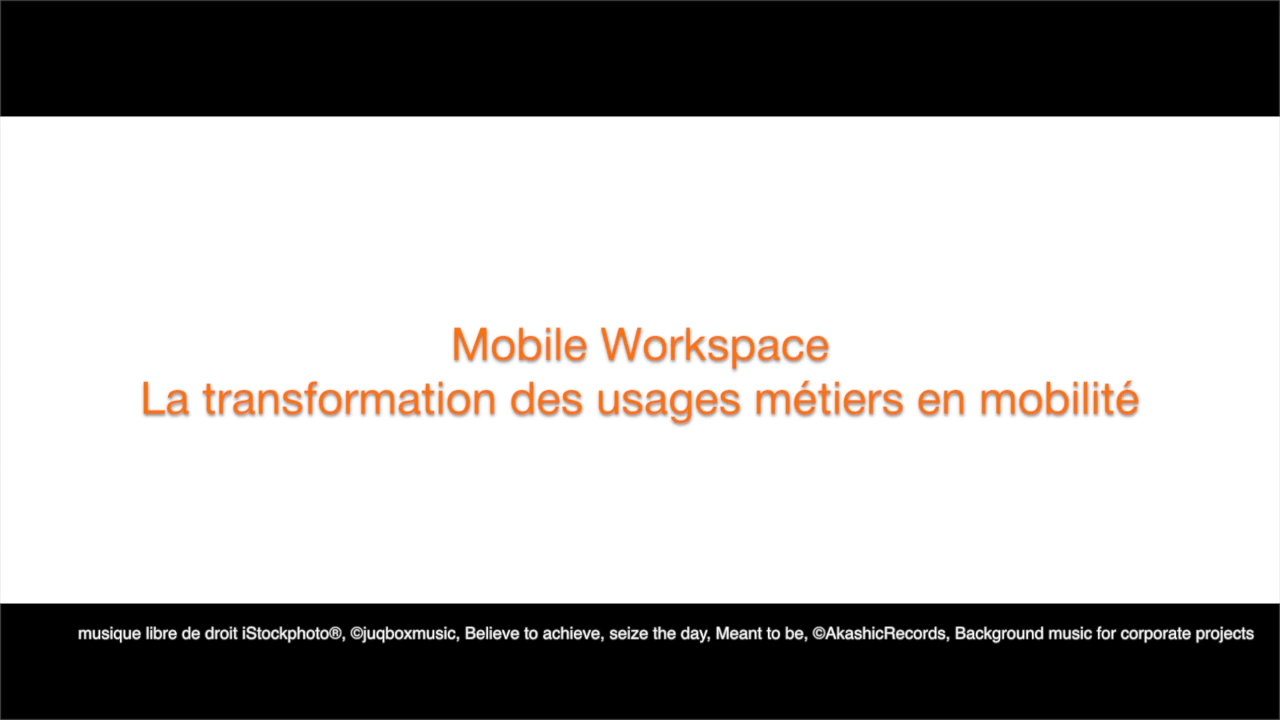 Mobile Workspace
La transformation des usages métiers en mobilité
musique libre de droit iStockphoto®, ©juqboxmusic, Believe to achieve, seize the day, Meant to be, ©AkashicRecords, Background music for corporate projects